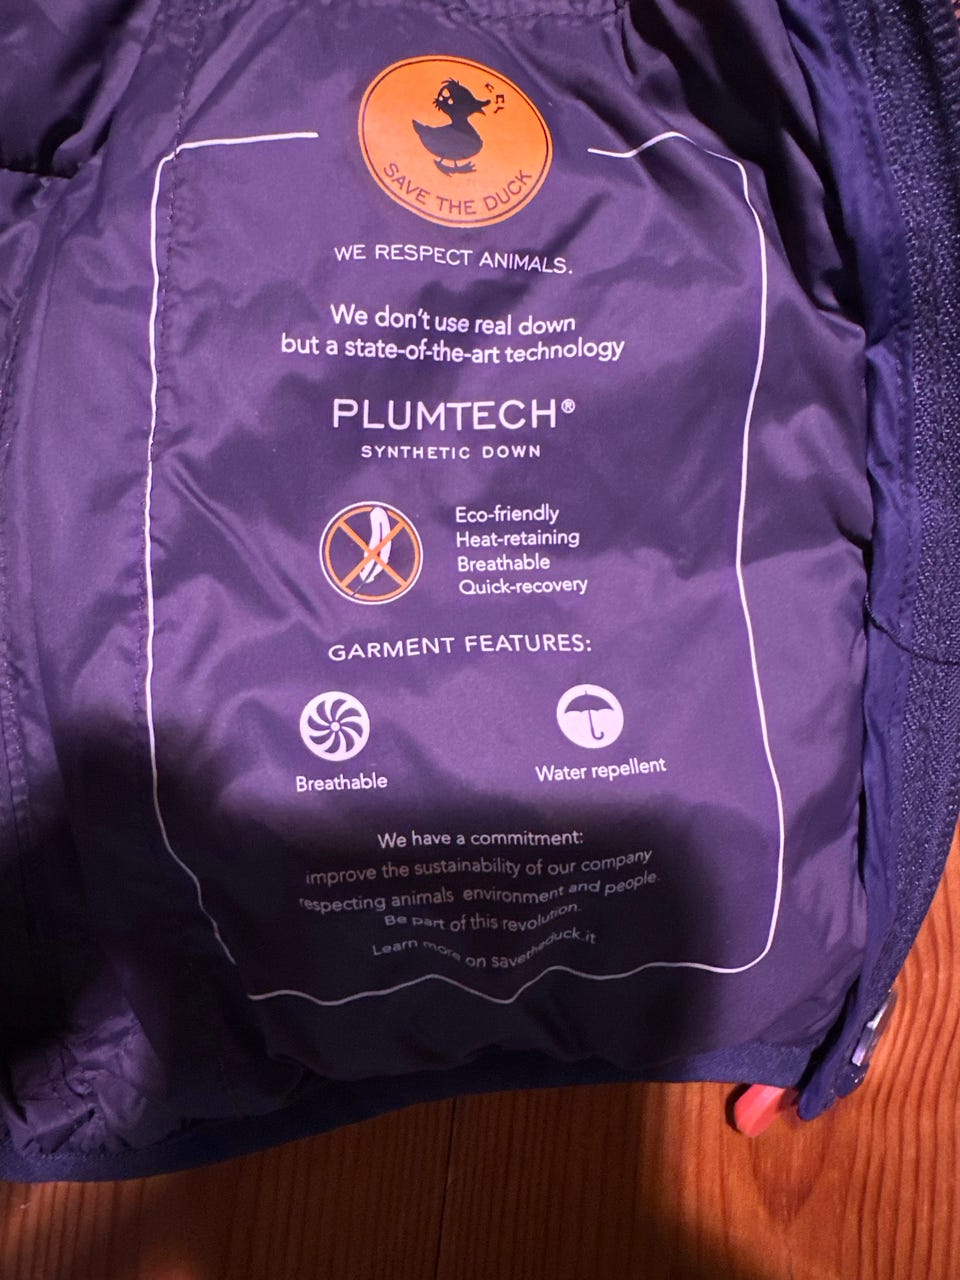 SAVE THE DUCK
WE RESPECT ANIMALS.
We don't use real down
but a state-of-the-art technology
PLUMTECH®
SYNTHETIC DOWN
Eco-friendly
Heat-retaining
Breathable
Quick-recovery
GARMENT FEATURES:
Breathable
Water repellent
We have a commitment:
improve the sustainability of our company
respecting animals environment and people.
Be part of this revolution.
Learn more on savetheduck.it